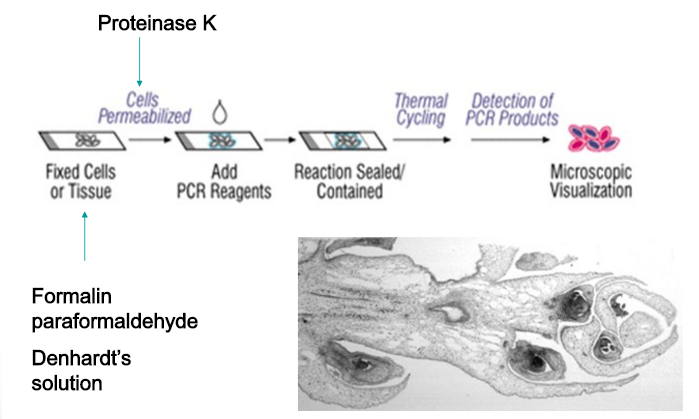 Proteinase K
Cells
Permeabilized
Thermal
Cycling
Detection of
PCR Products
Fixed Cells
or Tissue
Add
PCR Reagents
Reaction Sealed/
Contained
Microscopic
Visualization
Formalin
paraformaldehyde
Denhardt's
solution